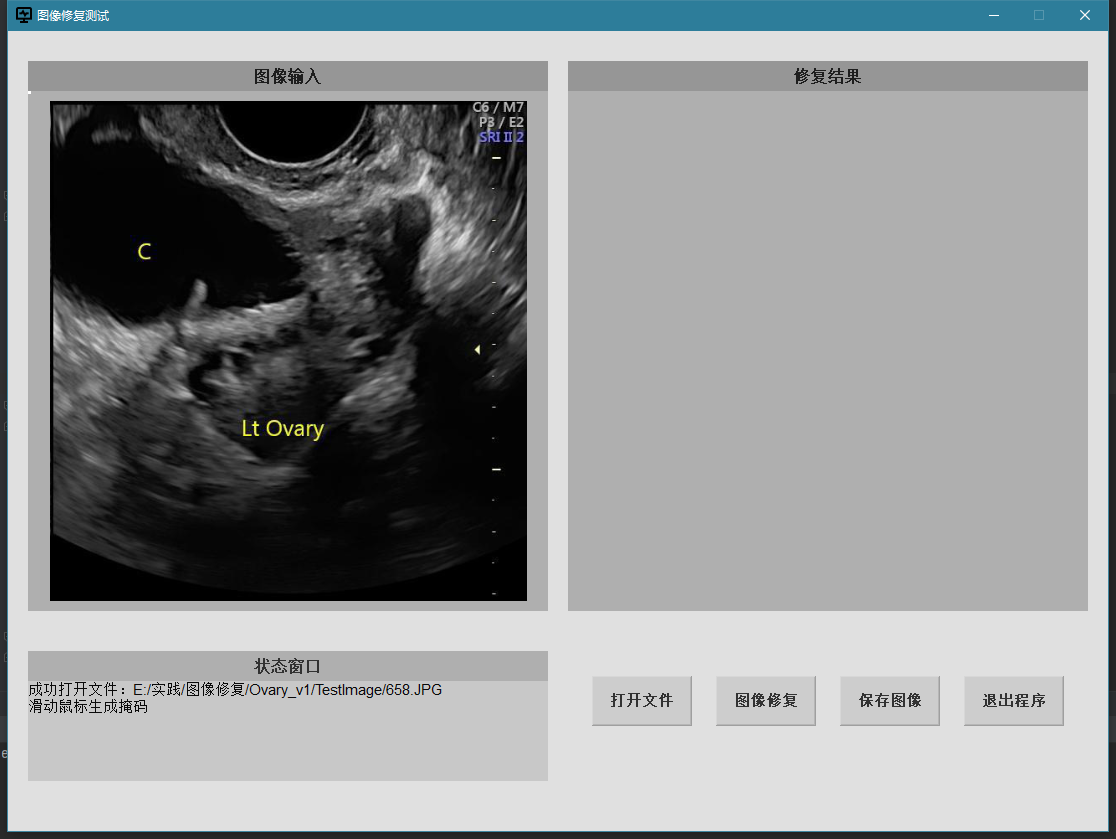 图像修复测试
图像输入
修复结果
C6 / M7
P3 / E2
SRI II 2
C
Lt Ovary
状态窗口
成功打开文件：E:/实践/图像修复/Ovary_v1/TestImage/658.JPG
滑动鼠标生成掩码
打开文件
图像修复
保存图像
退出程序